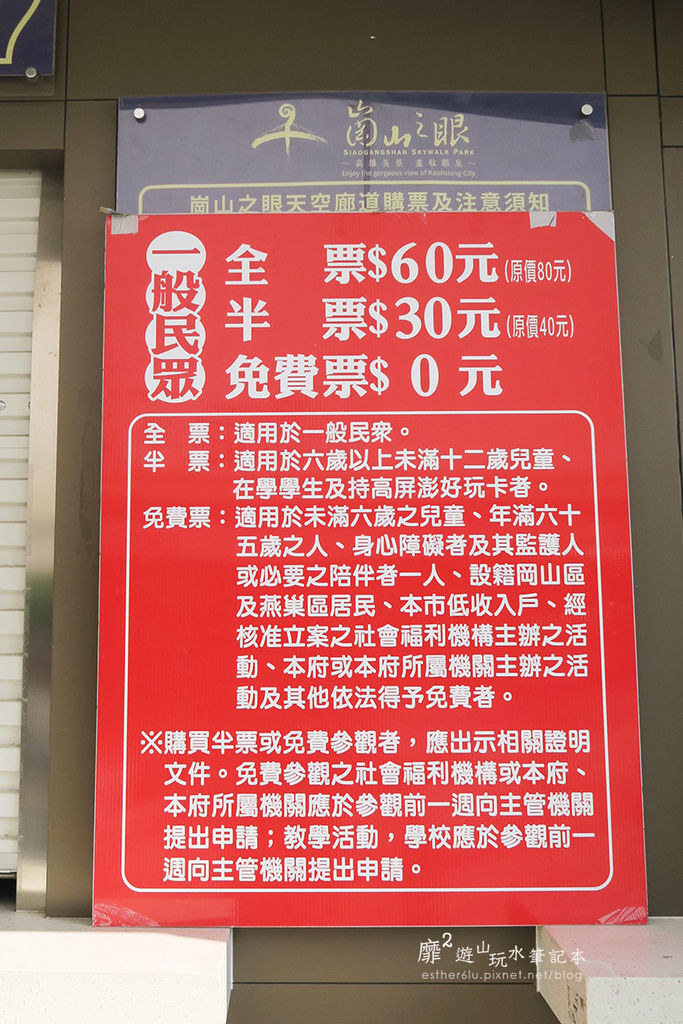 崗山之眼
SIAOGANGSHAN SKYWALK PARK
～高雄美景 盡收眼底～
Enjoy the gorgeous view of Kaohsiung City
崗山之眼天空廊道購票及注意須知
一般民眾
全 票$60元(原價80元)
半 票$30元(原價40元)
免費票$ 0 元
全 票：適用於一般民眾。
半 票：適用於六歲以上未滿十二歲兒童、
在學學生及持高屏澎好玩卡者。
免費票：適用於未滿六歲之兒童、年滿六十
五歲之人、身心障礙者及其監護人
或必要之陪伴者一人、設籍岡山區
及燕巢區居民、本市低收入戶、經
核准立案之社會福利機構主辦之活
動、本府或本府所屬機關主辦之活
動及其他依法得予免費者。
※購買半票或免費參觀者，應出示相關證明
文件。免費參觀之社會福利機構或本府、
本府所屬機關應於參觀前一週向主管機關
提出申請；教學活動，學校應於參觀前一
週向主管機關提出申請。
靡²遊山玩水筆記本
esther6lu.pixnet.net/blog